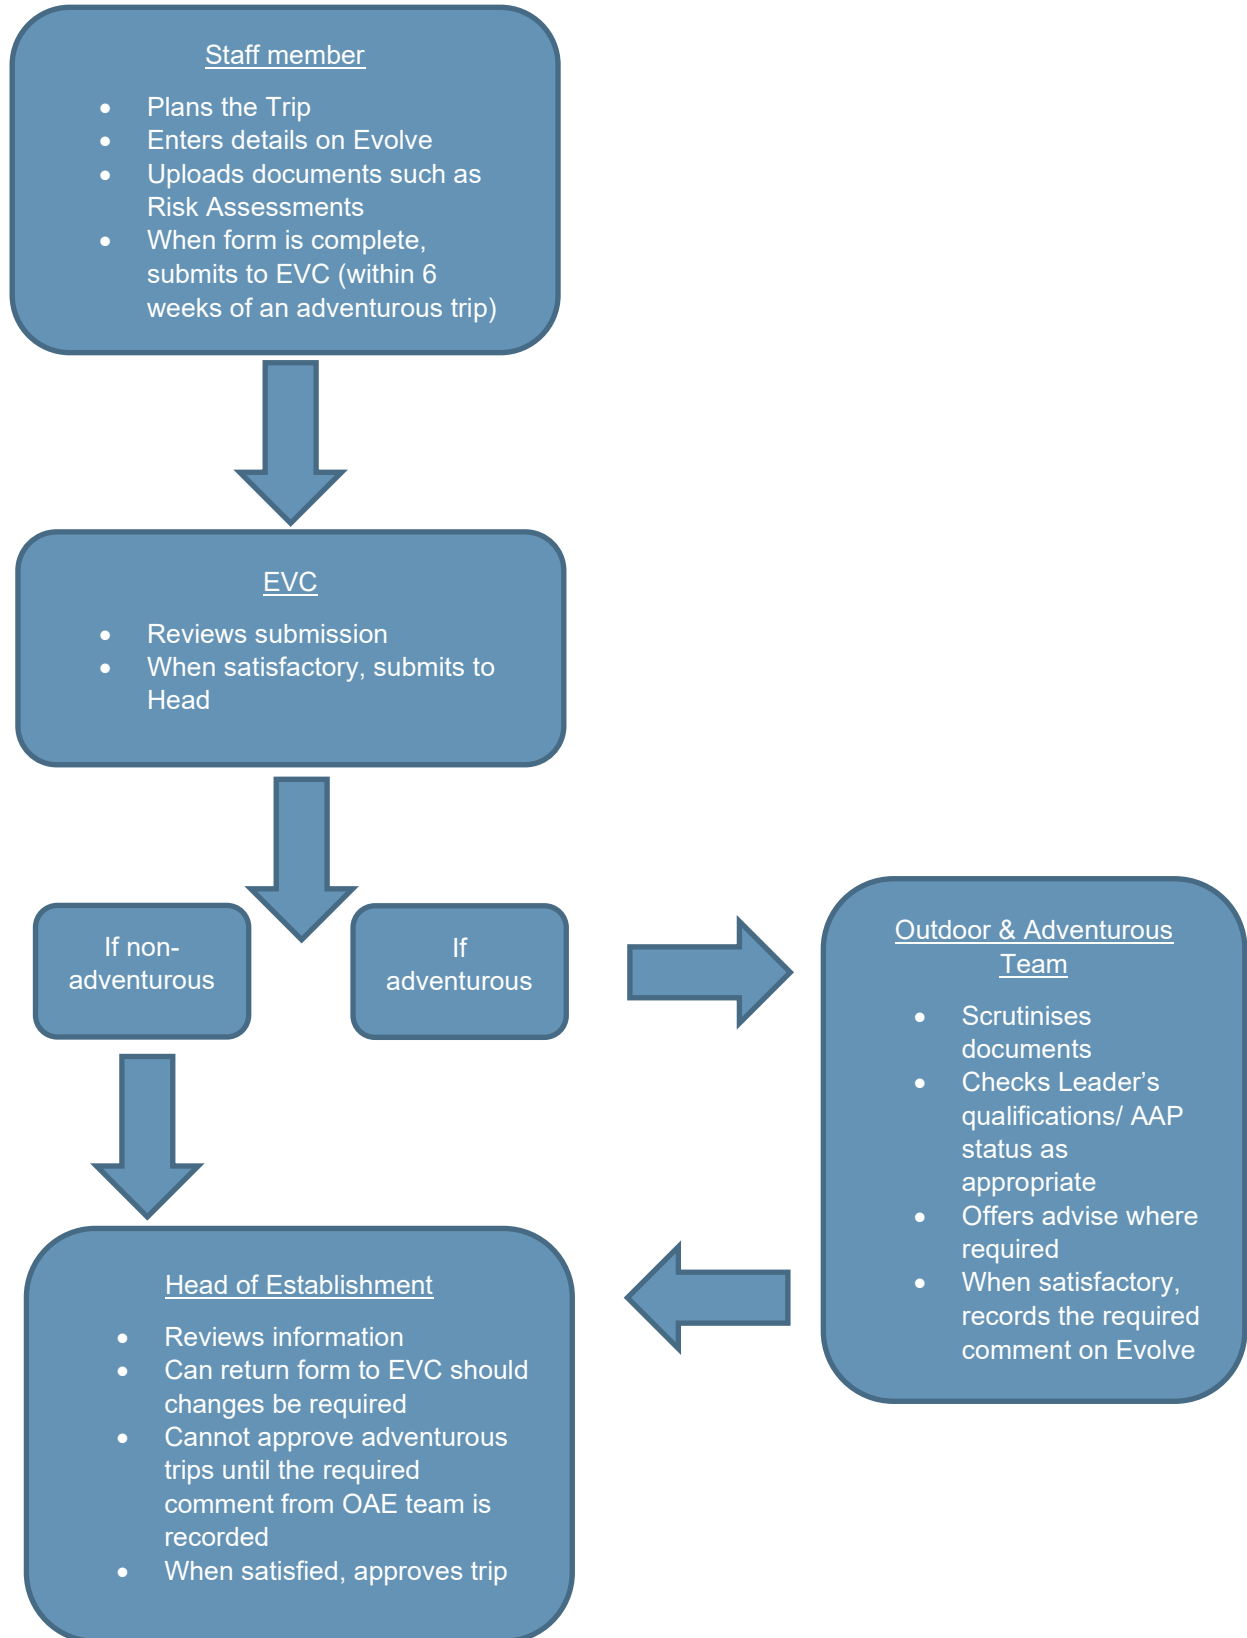 Staff member
• Plans the Trip
• Enters details on Evolve
• Uploads documents such as
Risk Assessments
• When form is complete,
submits to EVC (within 6
weeks of an adventurous trip)
EVC
• Reviews submission
• When satisfactory, submits to
Head
If non-
adventurous
If
adventurous
Outdoor & Adventurous
Team
• Scrutinises
documents
• Checks Leader’s
qualifications/ AAP
status as
appropriate
• Offers advise where
required
• When satisfactory,
records the required
comment on Evolve
Head of Establishment
• Reviews information
• Can return form to EVC should
changes be required
• Cannot approve adventurous
trips until the required
comment from OAE team is
recorded
• When satisfied, approves trip